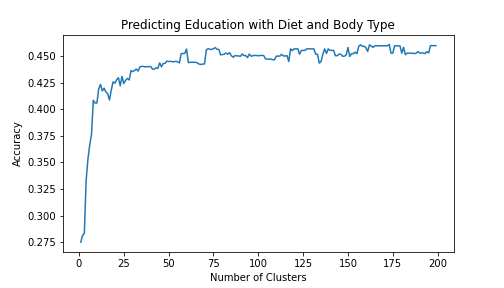 Predicting Education with Diet and Body Type
0.450
0.425
0.400
0.375
0.350
0.325
0.300
0.275
Accuracy
0 25 50 75 100 125 150 175 200
Number of Clusters